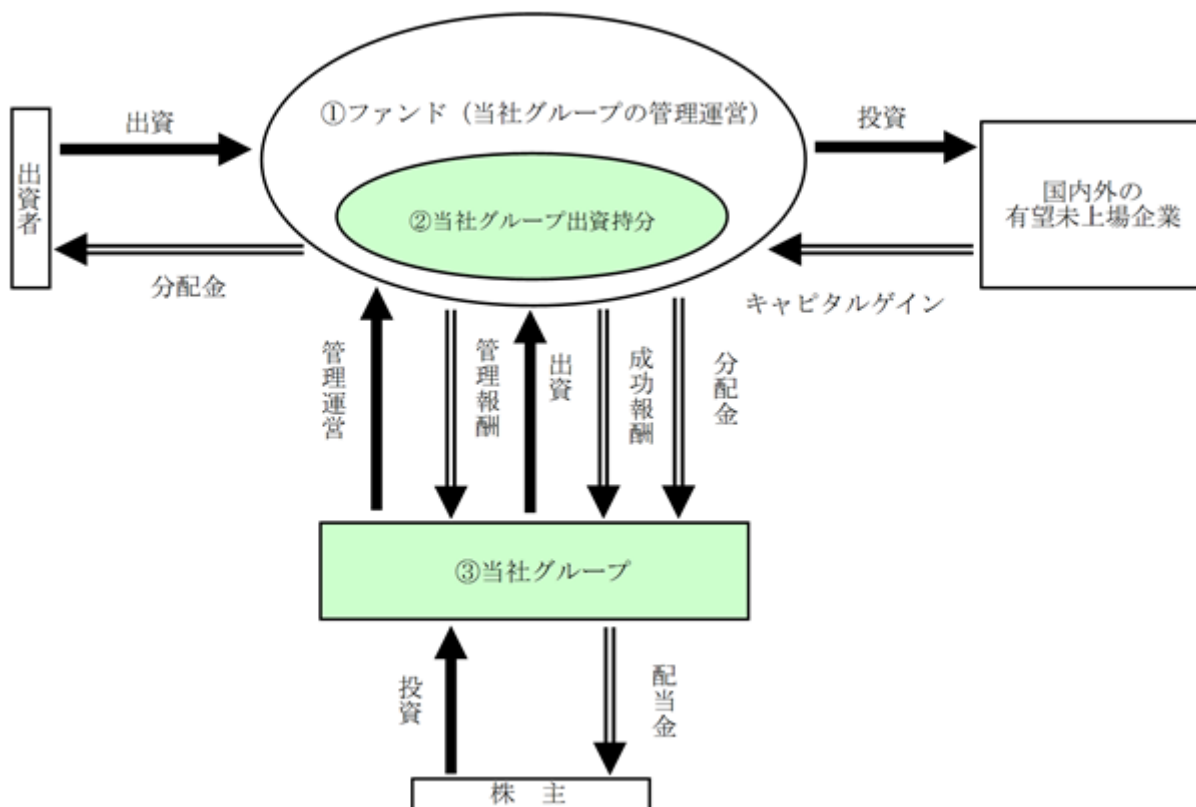 ①ファンド（当社グループの管理運営）
出資
投資
出資者
国内外の
有望未上場企業
②当社グループ出資持分
分配金
キャピタルゲイン
管理運営
管理報酬
出資
成功報酬
分配金
③当社グループ
投資
配当金
株 主